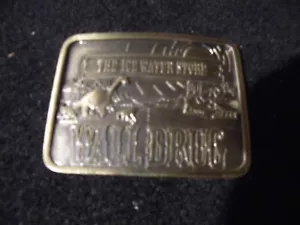 THE ICE WATER STORE
WALL DRUG